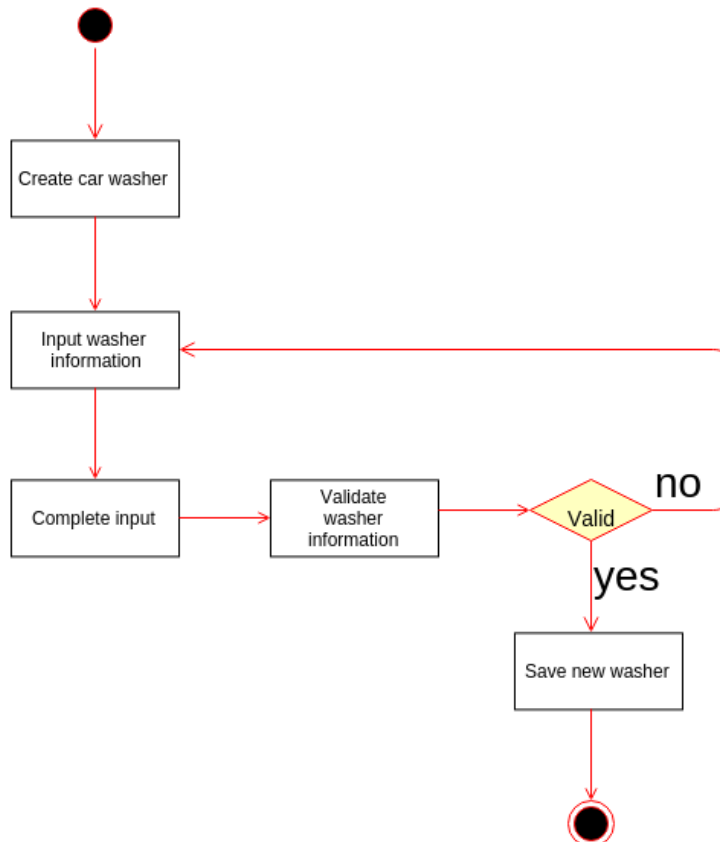 Create car washer
Input washer
information
Complete input
Validate
washer
information
Valid
no
yes
Save new washer